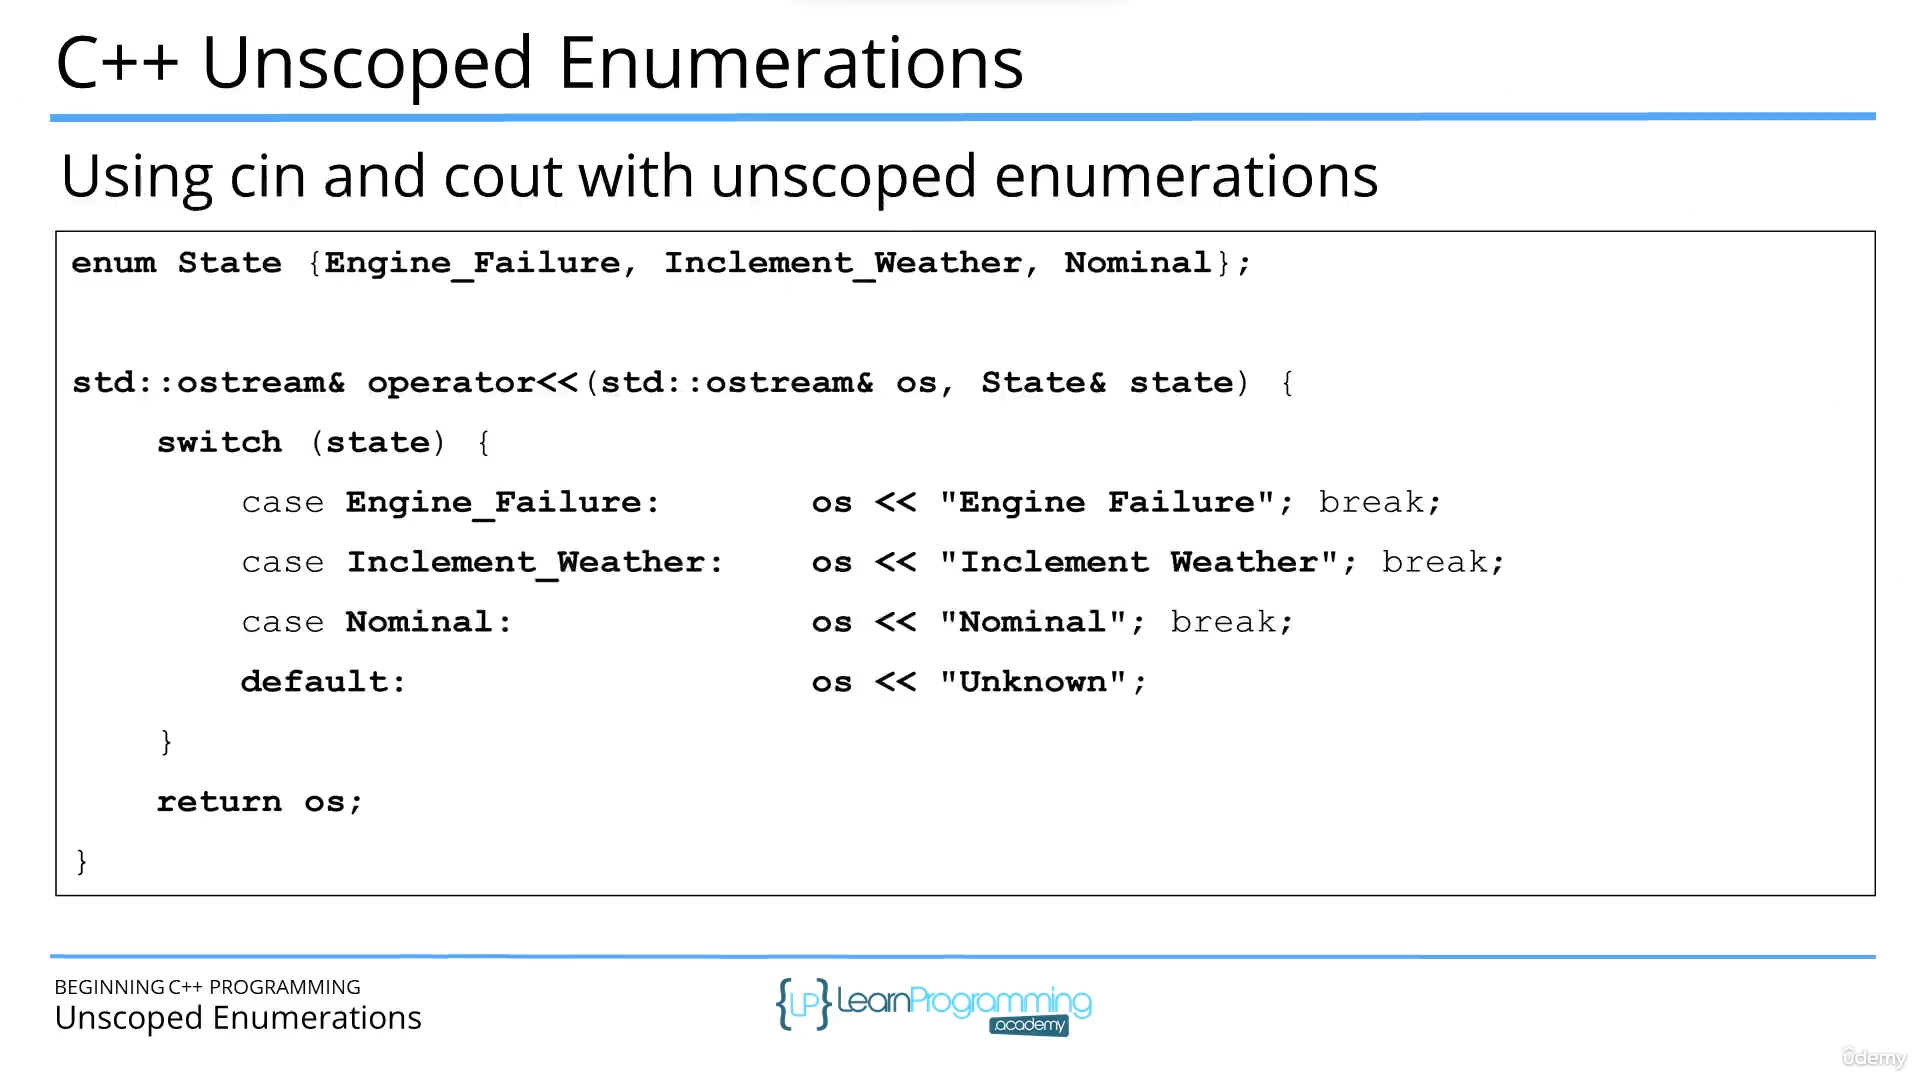 C++ Unscoped Enumerations
Using cin and cout with unscoped enumerations
enum State {Engine_Failure, Inclement_Weather, Nominal};
std::ostream& operator<<(std::ostream& os, State& state) {
    switch (state) {
        case Engine_Failure:       os << "Engine Failure"; break;
        case Inclement_Weather:    os << "Inclement Weather"; break;
        case Nominal:              os << "Nominal"; break;
        default:                   os << "Unknown";
    }
    return os;
}
BEGINNING C++ PROGRAMMING
Unscoped Enumerations
{LP} LearnProgramming
.academy
ûdemy